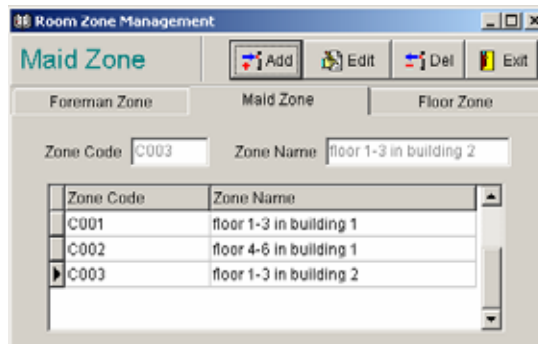 Room Zone Management
Maid Zone Add Edit Del Exit
Foreman Zone Maid Zone Floor Zone
Zone Code C003 Zone Name floor 1-3 in building 2
Zone Code Zone Name
C001 floor 1-3 in building 1
C002 floor 4-6 in building 1
C003 floor 1-3 in building 2